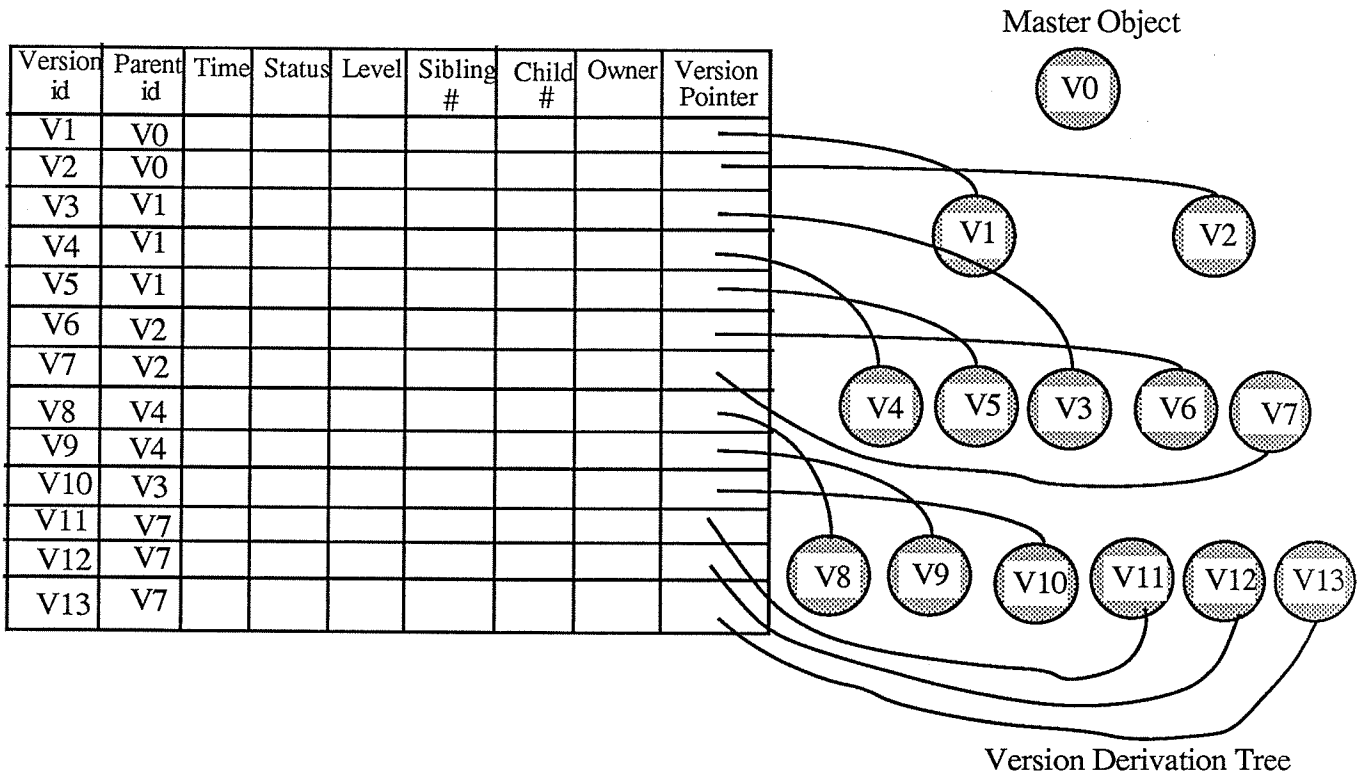 Master Object
V0
Version id Parent id Time Status Level Sibling # Child # Owner Version Pointer
V1 V0
V2 V0
V3 V1
V4 V1
V5 V1
V6 V2
V7 V2
V8 V4
V9 V4
V10 V3
V11 V7
V12 V7
V13 V7
V1 V2
V4 V5 V3 V6 V7
V8 V9 V10 V11 V12 V13
Version Derivation Tree